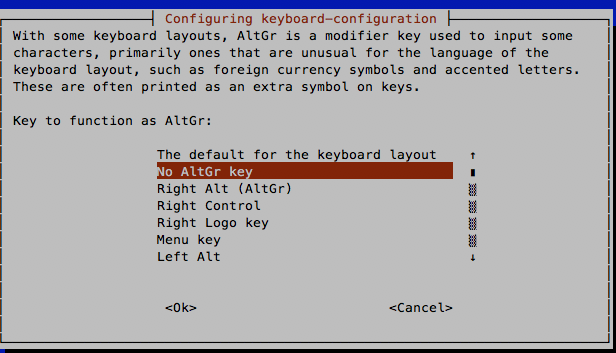 Configuring keyboard-configuration
With some keyboard layouts, AltGr is a modifier key used to input some
characters, primarily ones that are unusual for the language of the
keyboard layout, such as foreign currency symbols and accented letters.
These are often printed as an extra symbol on keys.
Key to function as AltGr:
The default for the keyboard layout
No AltGr key
Right Alt (AltGr)
Right Control
Right Logo key
Menu key
Left Alt
<Ok> <Cancel>